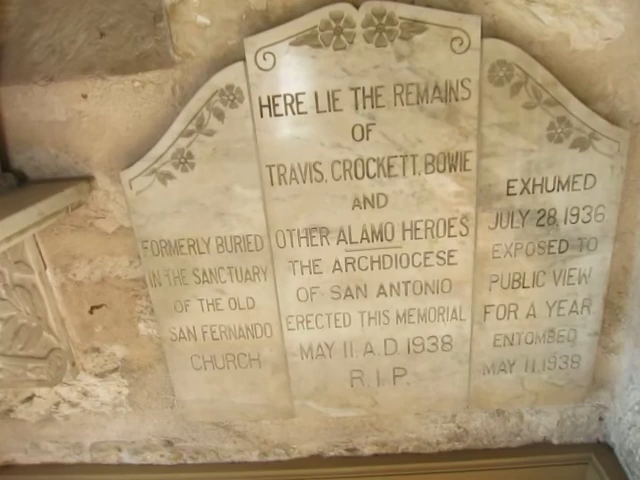 FORMERLY BURIED
IN THE SANCTUARY
OF THE OLD
SAN FERNANDO
CHURCH
HERE LIE THE REMAINS
OF
TRAVIS, CROCKETT, BOWIE
AND
OTHER ALAMO HEROES
THE ARCHDIOCESE
OF SAN ANTONIO
ERECTED THIS MEMORIAL
MAY 11. A.D. 1938
R.I.P.
EXHUMED
JULY 28, 1936
EXPOSED TO
PUBLIC VIEW
FOR A YEAR
ENTOMBED
MAY 11, 1938